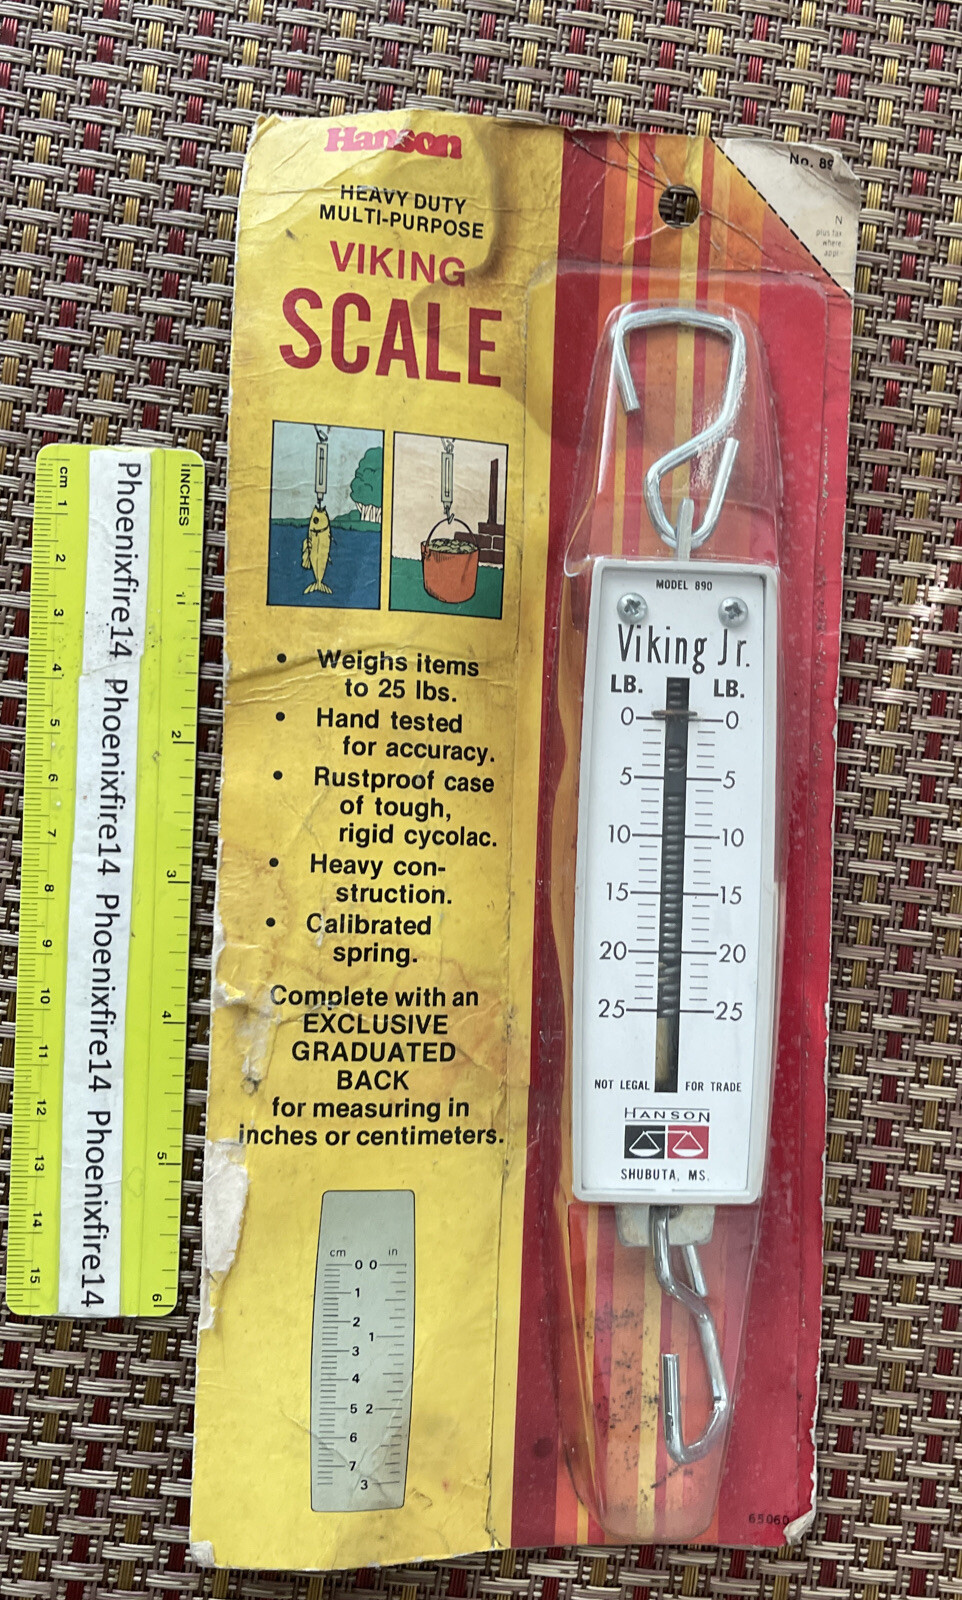 Hanson
HEAVY DUTY
MULTI-PURPOSE
VIKING
SCALE
• Weighs items
to 25 lbs.
• Hand tested
for accuracy.
• Rustproof case
of tough,
rigid cycolac.
• Heavy con-
struction.
• Calibrated
spring.
Complete with an
EXCLUSIVE
GRADUATED
BACK
for measuring in
inches or centimeters.
cm in
0 0
1
2
1
3
4
5 2
6
7
3
No. 89
plus tax
where
MODEL 890
Viking Jr.
LB. LB.
0 0
5 5
10 10
15 15
20 20
25 25
NOT LEGAL FOR TRADE
HANSON
SHUBUTA, MS.
65060
INCHES
1
2
3
4
5
6
Phoenixfire14 Phoenixfire14 Phoenixfire14 Phoenixfire14
cm 1
2
3
4
5
6
7
8
9
10
11
12
13
14
15